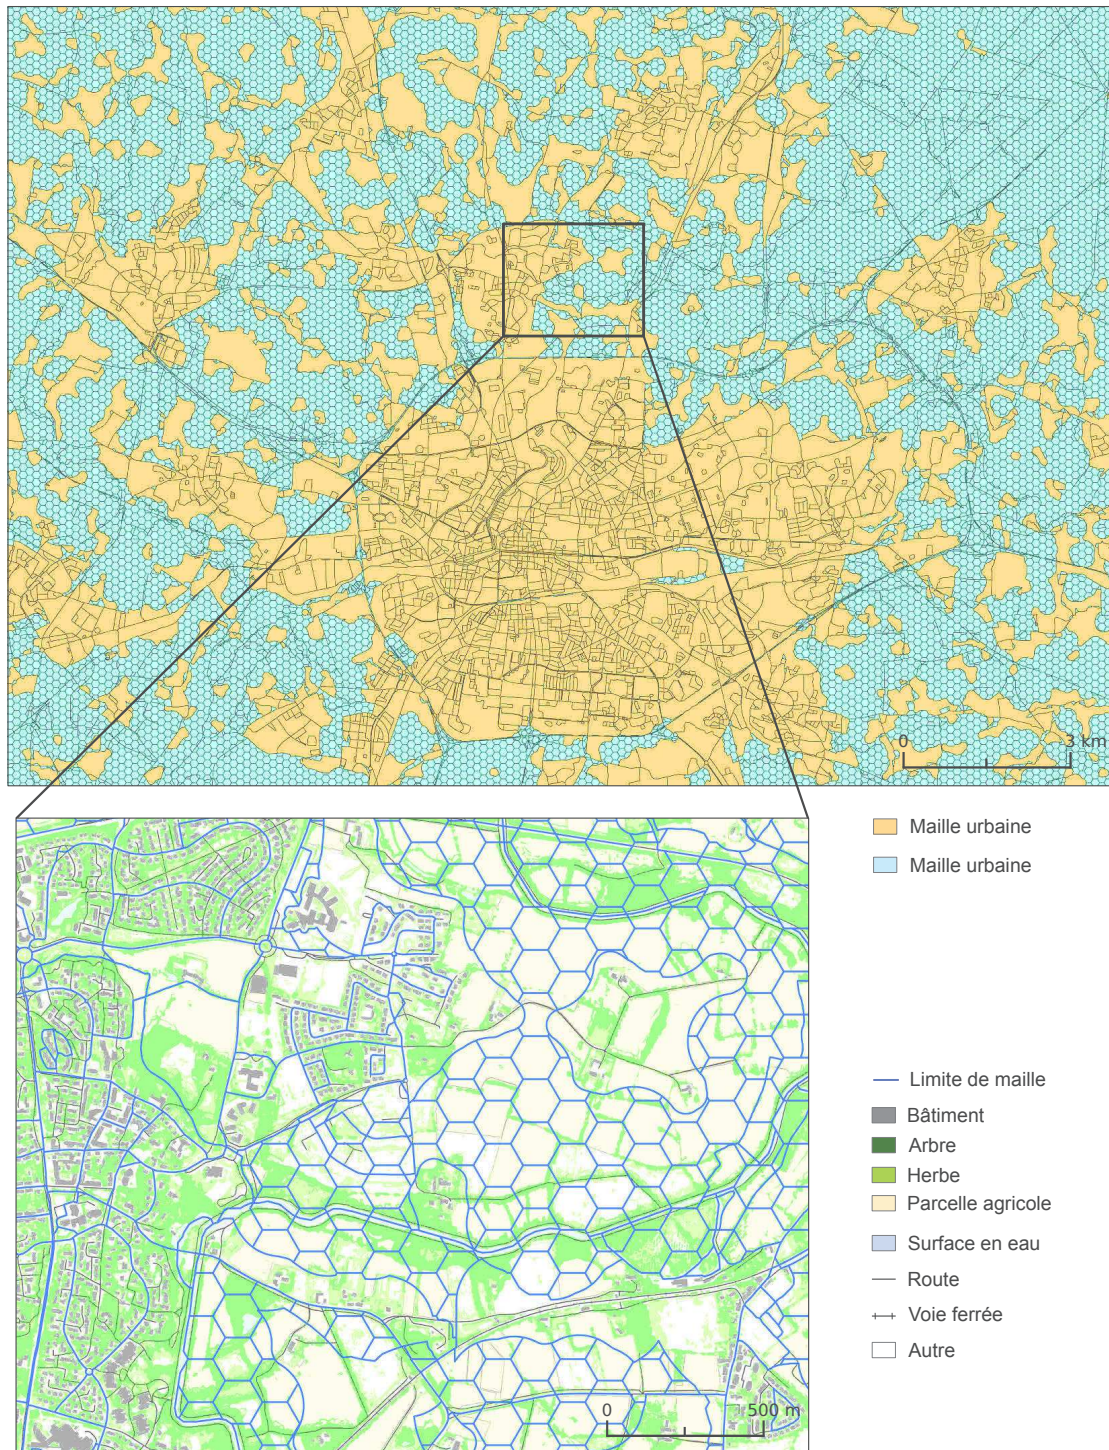 0 3 km
Maille urbaine
Maille urbaine
Limite de maille
Bâtiment
Arbre
Herbe
Parcelle agricole
Surface en eau
Route
Voie ferrée
Autre
0 500 m